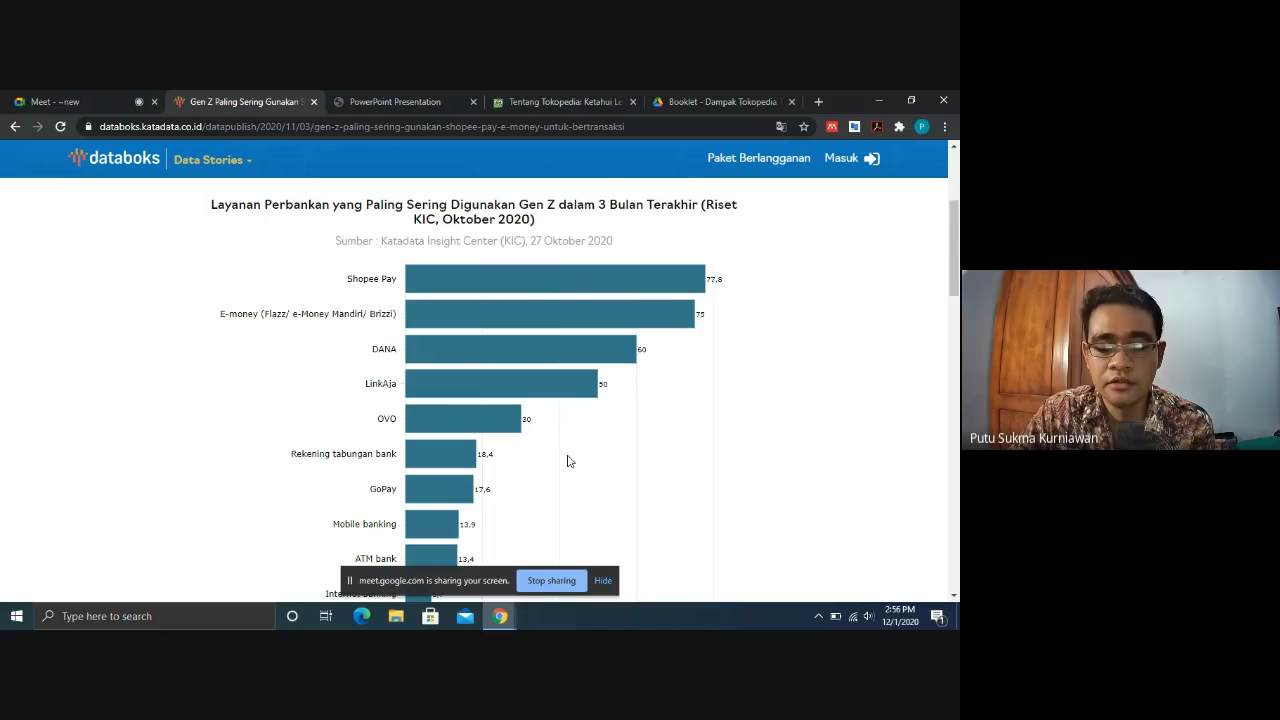 Meet - ~new
Gen Z Paling Sering Gunakan S
PowerPoint Presentation
Tentang Tokopedia: Ketahui Le
Booklet - Dampak Tokopedia
databoks.katadata.co.id/datapublish/2020/11/03/gen-z-paling-sering-gunakan-shopee-pay-e-money-untuk-bertransaksi
P
databoks
Data Stories
Paket Berlangganan
Masuk
Layanan Perbankan yang Paling Sering Digunakan Gen Z dalam 3 Bulan Terakhir (Riset
KIC, Oktober 2020)
Sumber : Katadata Insight Center (KIC), 27 Oktober 2020
Shopee Pay 77,8
E-money (Flazz/ e-Money Mandiri/ Brizzi) 75
DANA 60
LinkAja 50
OVO 30
Rekening tabungan bank 18,4
GoPay 17,6
Mobile banking 13,9
ATM bank 13,4
meet.google.com is sharing your screen.
Stop sharing
Hide
Putu Sukma Kurniawan
Type here to search
2:56 PM
12/1/2020
1